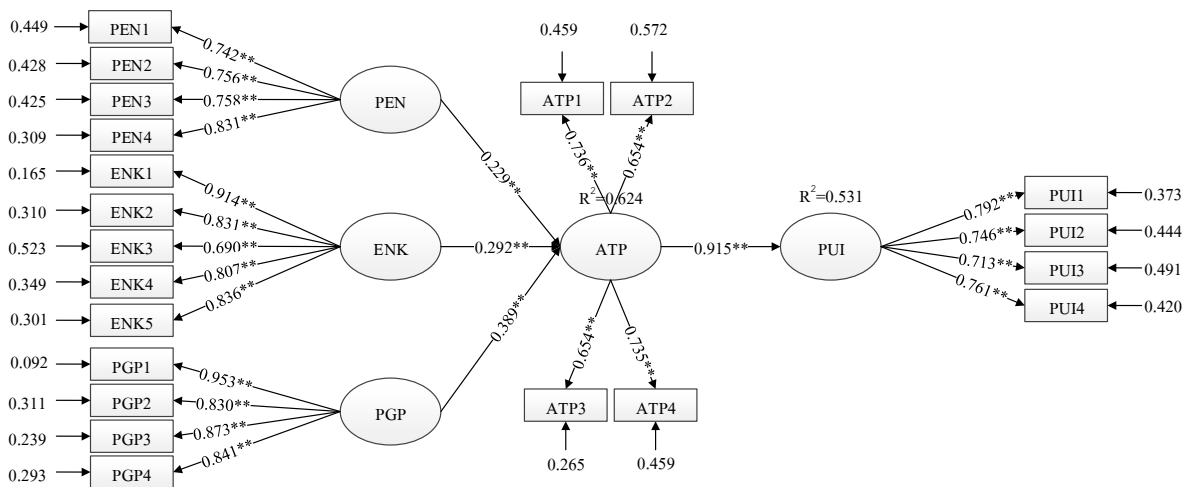 0.449
PEN1
0.742**
0.428
PEN2
0.756**
0.425
PEN3
0.758**
0.309
PEN4
0.831**
PEN
0.165
ENK1
0.914**
0.310
ENK2
0.831**
0.523
ENK3
0.690**
0.349
ENK4
0.807**
0.301
ENK5
0.836**
ENK
0.092
PGP1
0.953**
0.311
PGP2
0.830**
0.239
PGP3
0.873**
0.293
PGP4
0.841**
PGP
0.229**
0.292**
0.389**
0.459
0.572
ATP1
ATP2
0.736**
0.654**
R²=0.624
ATP
0.654**
0.735**
ATP3
ATP4
0.265
0.459
0.915**
R²=0.531
PUI
0.792**
PUI1
0.373
0.746**
PUI2
0.444
0.713**
PUI3
0.491
0.761**
PUI4
0.420